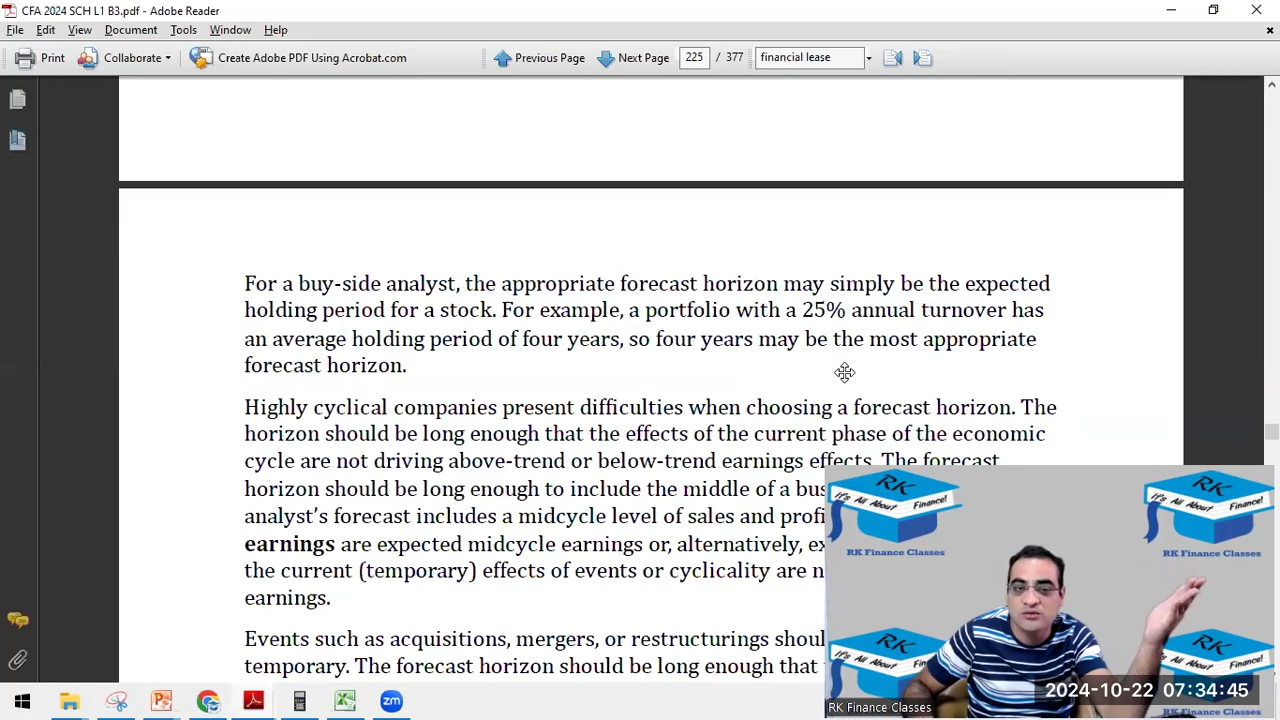 CFA 2024 SCH L1 B3.pdf - Adobe Reader
File Edit View Document Tools Window Help
Print Collaborate Create Adobe PDF Using Acrobat.com Previous Page Next Page 225 / 377 financial lease
For a buy-side analyst, the appropriate forecast horizon may simply be the expected
holding period for a stock. For example, a portfolio with a 25% annual turnover has
an average holding period of four years, so four years may be the most appropriate
forecast horizon.
Highly cyclical companies present difficulties when choosing a forecast horizon. The
horizon should be long enough that the effects of the current phase of the economic
cycle are not driving above-trend or below-trend earnings effects. The forecast
horizon should be long enough to include the middle of a bus
analyst's forecast includes a midcycle level of sales and profi
earnings are expected midcycle earnings or, alternatively, ex
the current (temporary) effects of events or cyclicality are n
earnings.
Events such as acquisitions, mergers, or restructurings shoul
temporary. The forecast horizon should be long enough that
RK
It's All About Finance!
RK Finance Classes
RK
It's All About Finance!
RK Finance Classes
RK
RK
RK Finance Classes
2024-10-22 07:34:45
RK Finance Classes